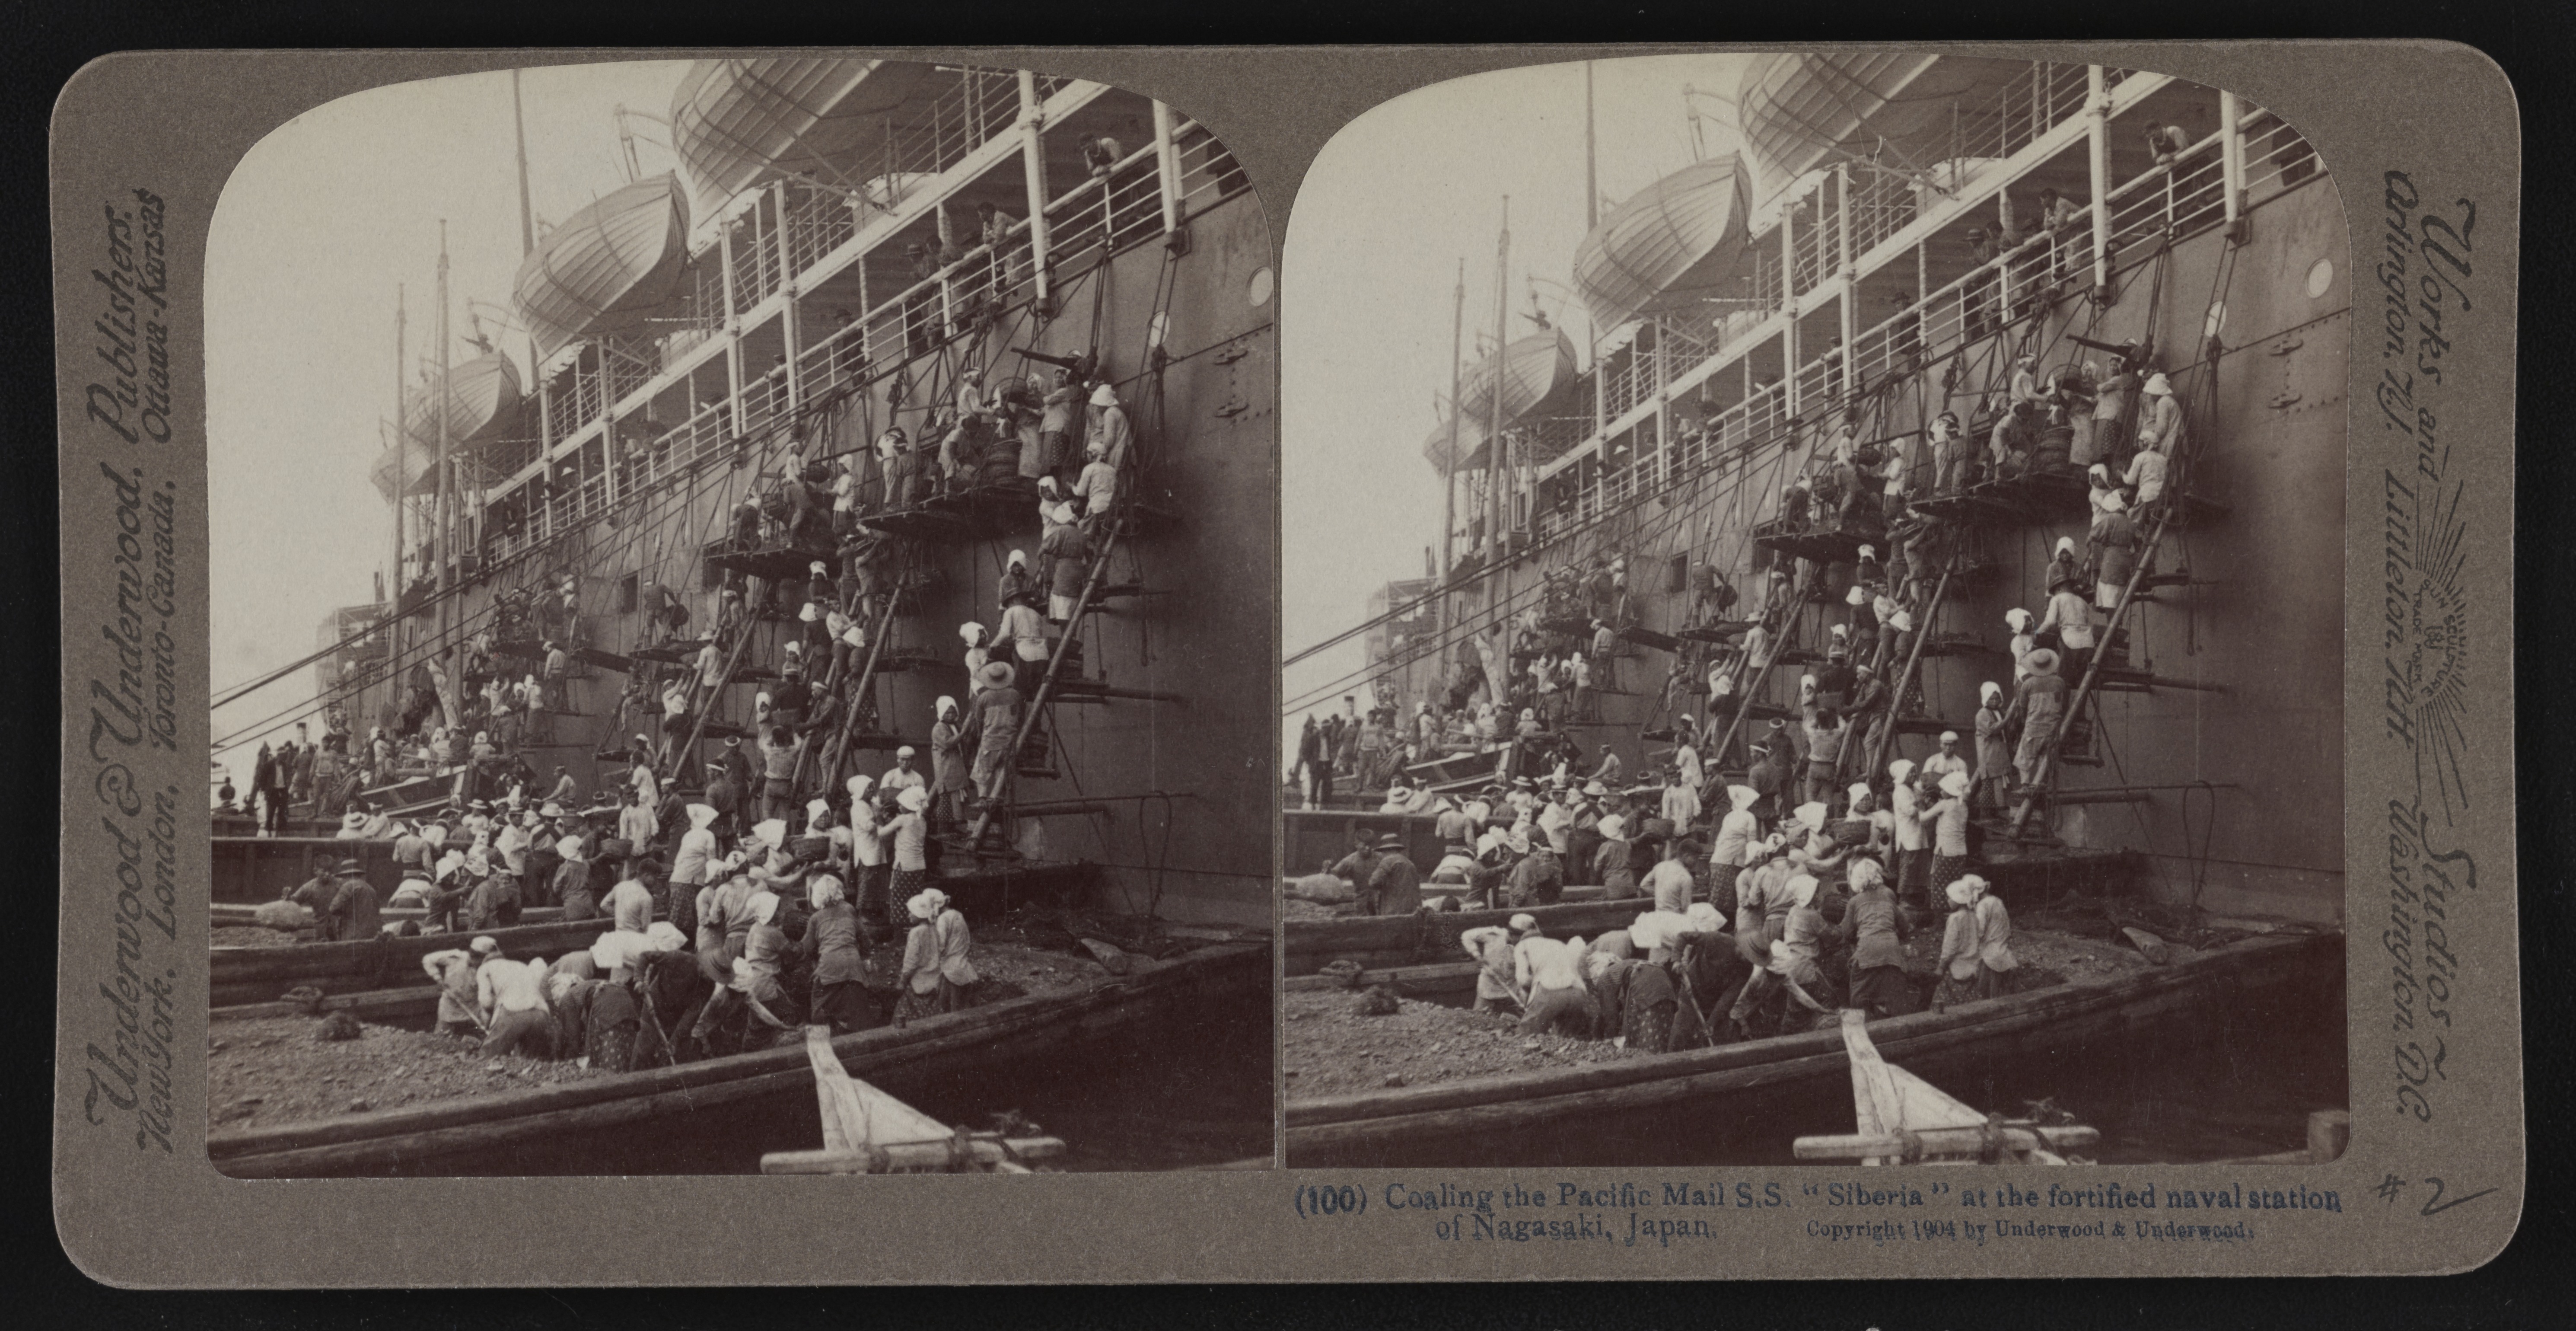 Underwood & Underwood, Publishers.
New York, London, Toronto-Canada, Ottawa-Kansas
Works and Studios
Arlington, N.J. Littleton, N.H. Washington, D.C.
SUN SCULPTURE
TRADE MARK
(100) Coaling the Pacific Mail S.S. “Siberia” at the fortified naval station
of Nagasaki, Japan. Copyright 1904 by Underwood & Underwood.
# 2